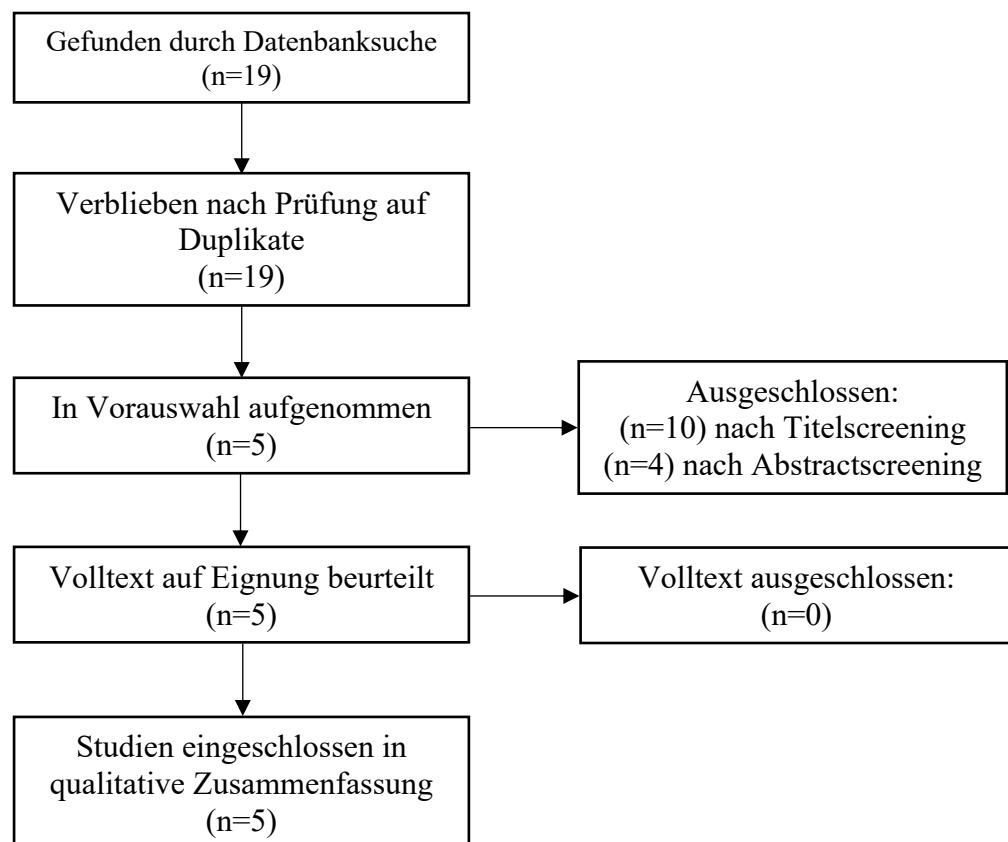 Gefunden durch Datenbanksuche
(n=19)
Verblieben nach Prüfung auf
Duplikate
(n=19)
In Vorauswahl aufgenommen
(n=5)
Ausgeschlossen:
(n=10) nach Titelscreening
(n=4) nach Abstractscreening
Volltext auf Eignung beurteilt
(n=5)
Volltext ausgeschlossen:
(n=0)
Studien eingeschlossen in
qualitative Zusammenfassung
(n=5)